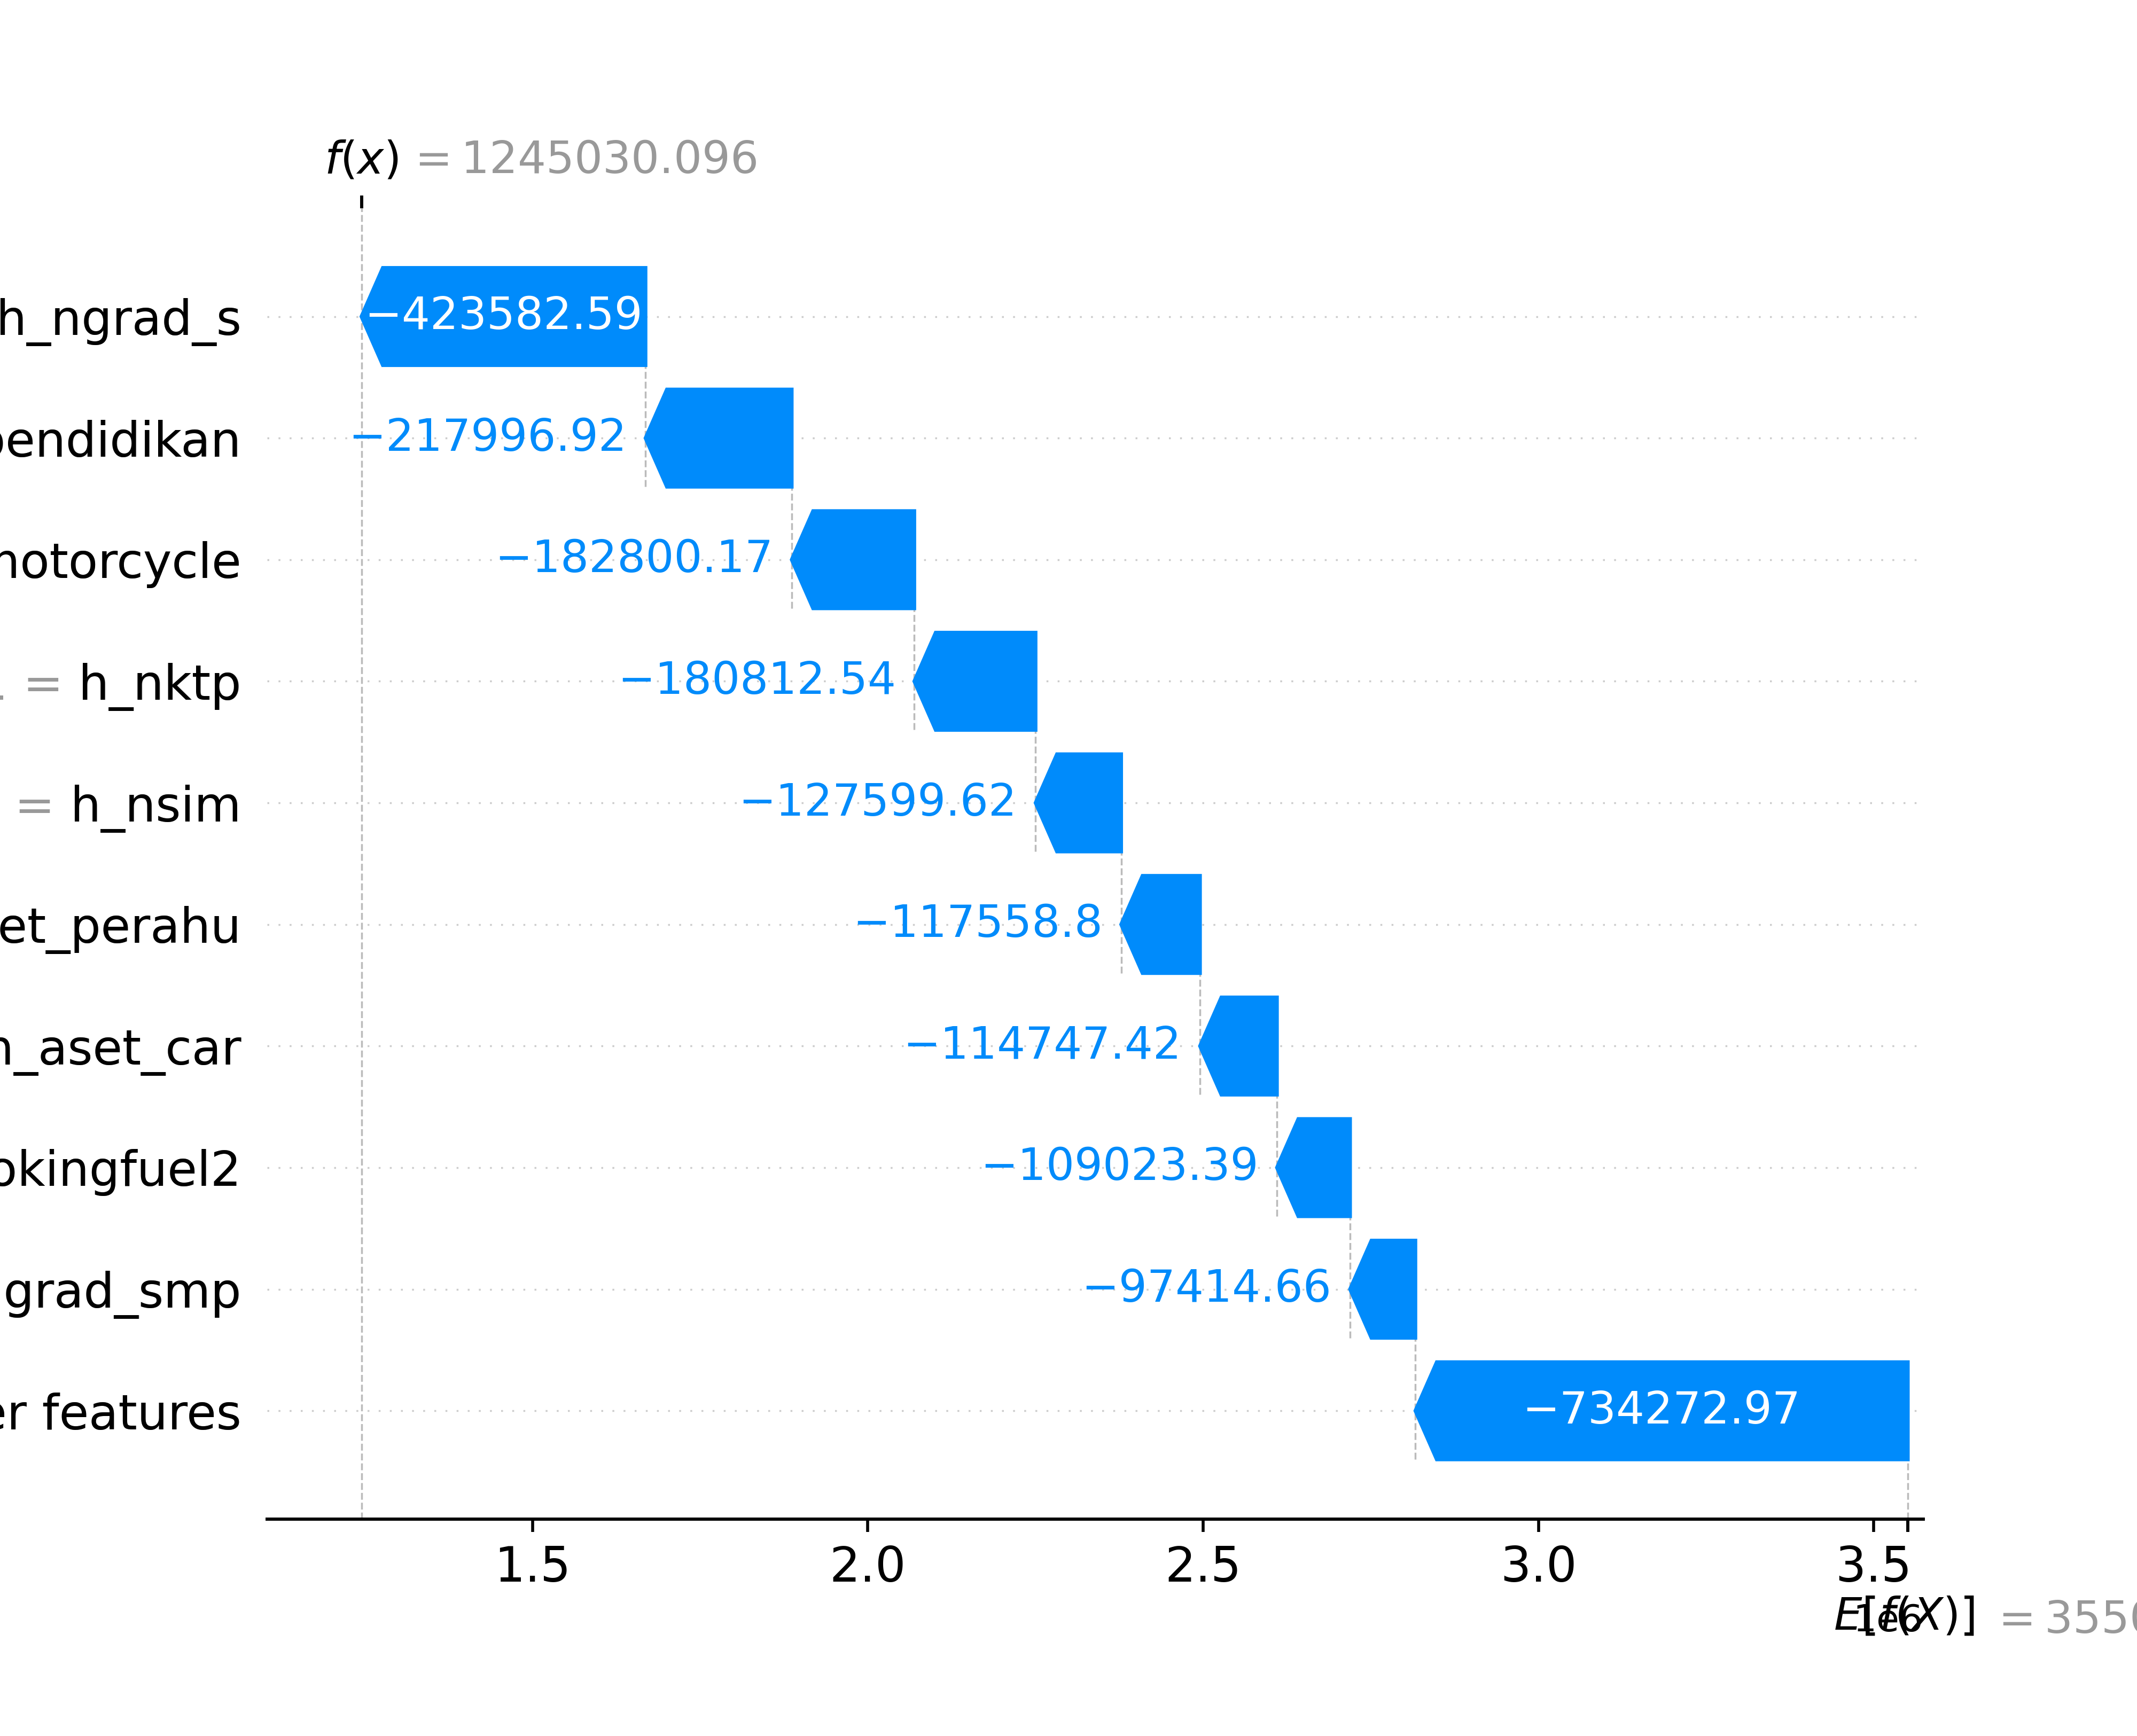 f(x) = 1245030.096
h_ngrad_s −423582.59
pendidikan −217996.92
motorcycle −182800.17
= h_nktp −180812.54
= h_nsim −127599.62
et_perahu −117558.8
h_aset_car −114747.42
okingfuel2 −109023.39
grad_smp −97414.66
er features −734272.97
1.5 2.0 2.5 3.0 3.5
1e6
E[f(X)] = 3550